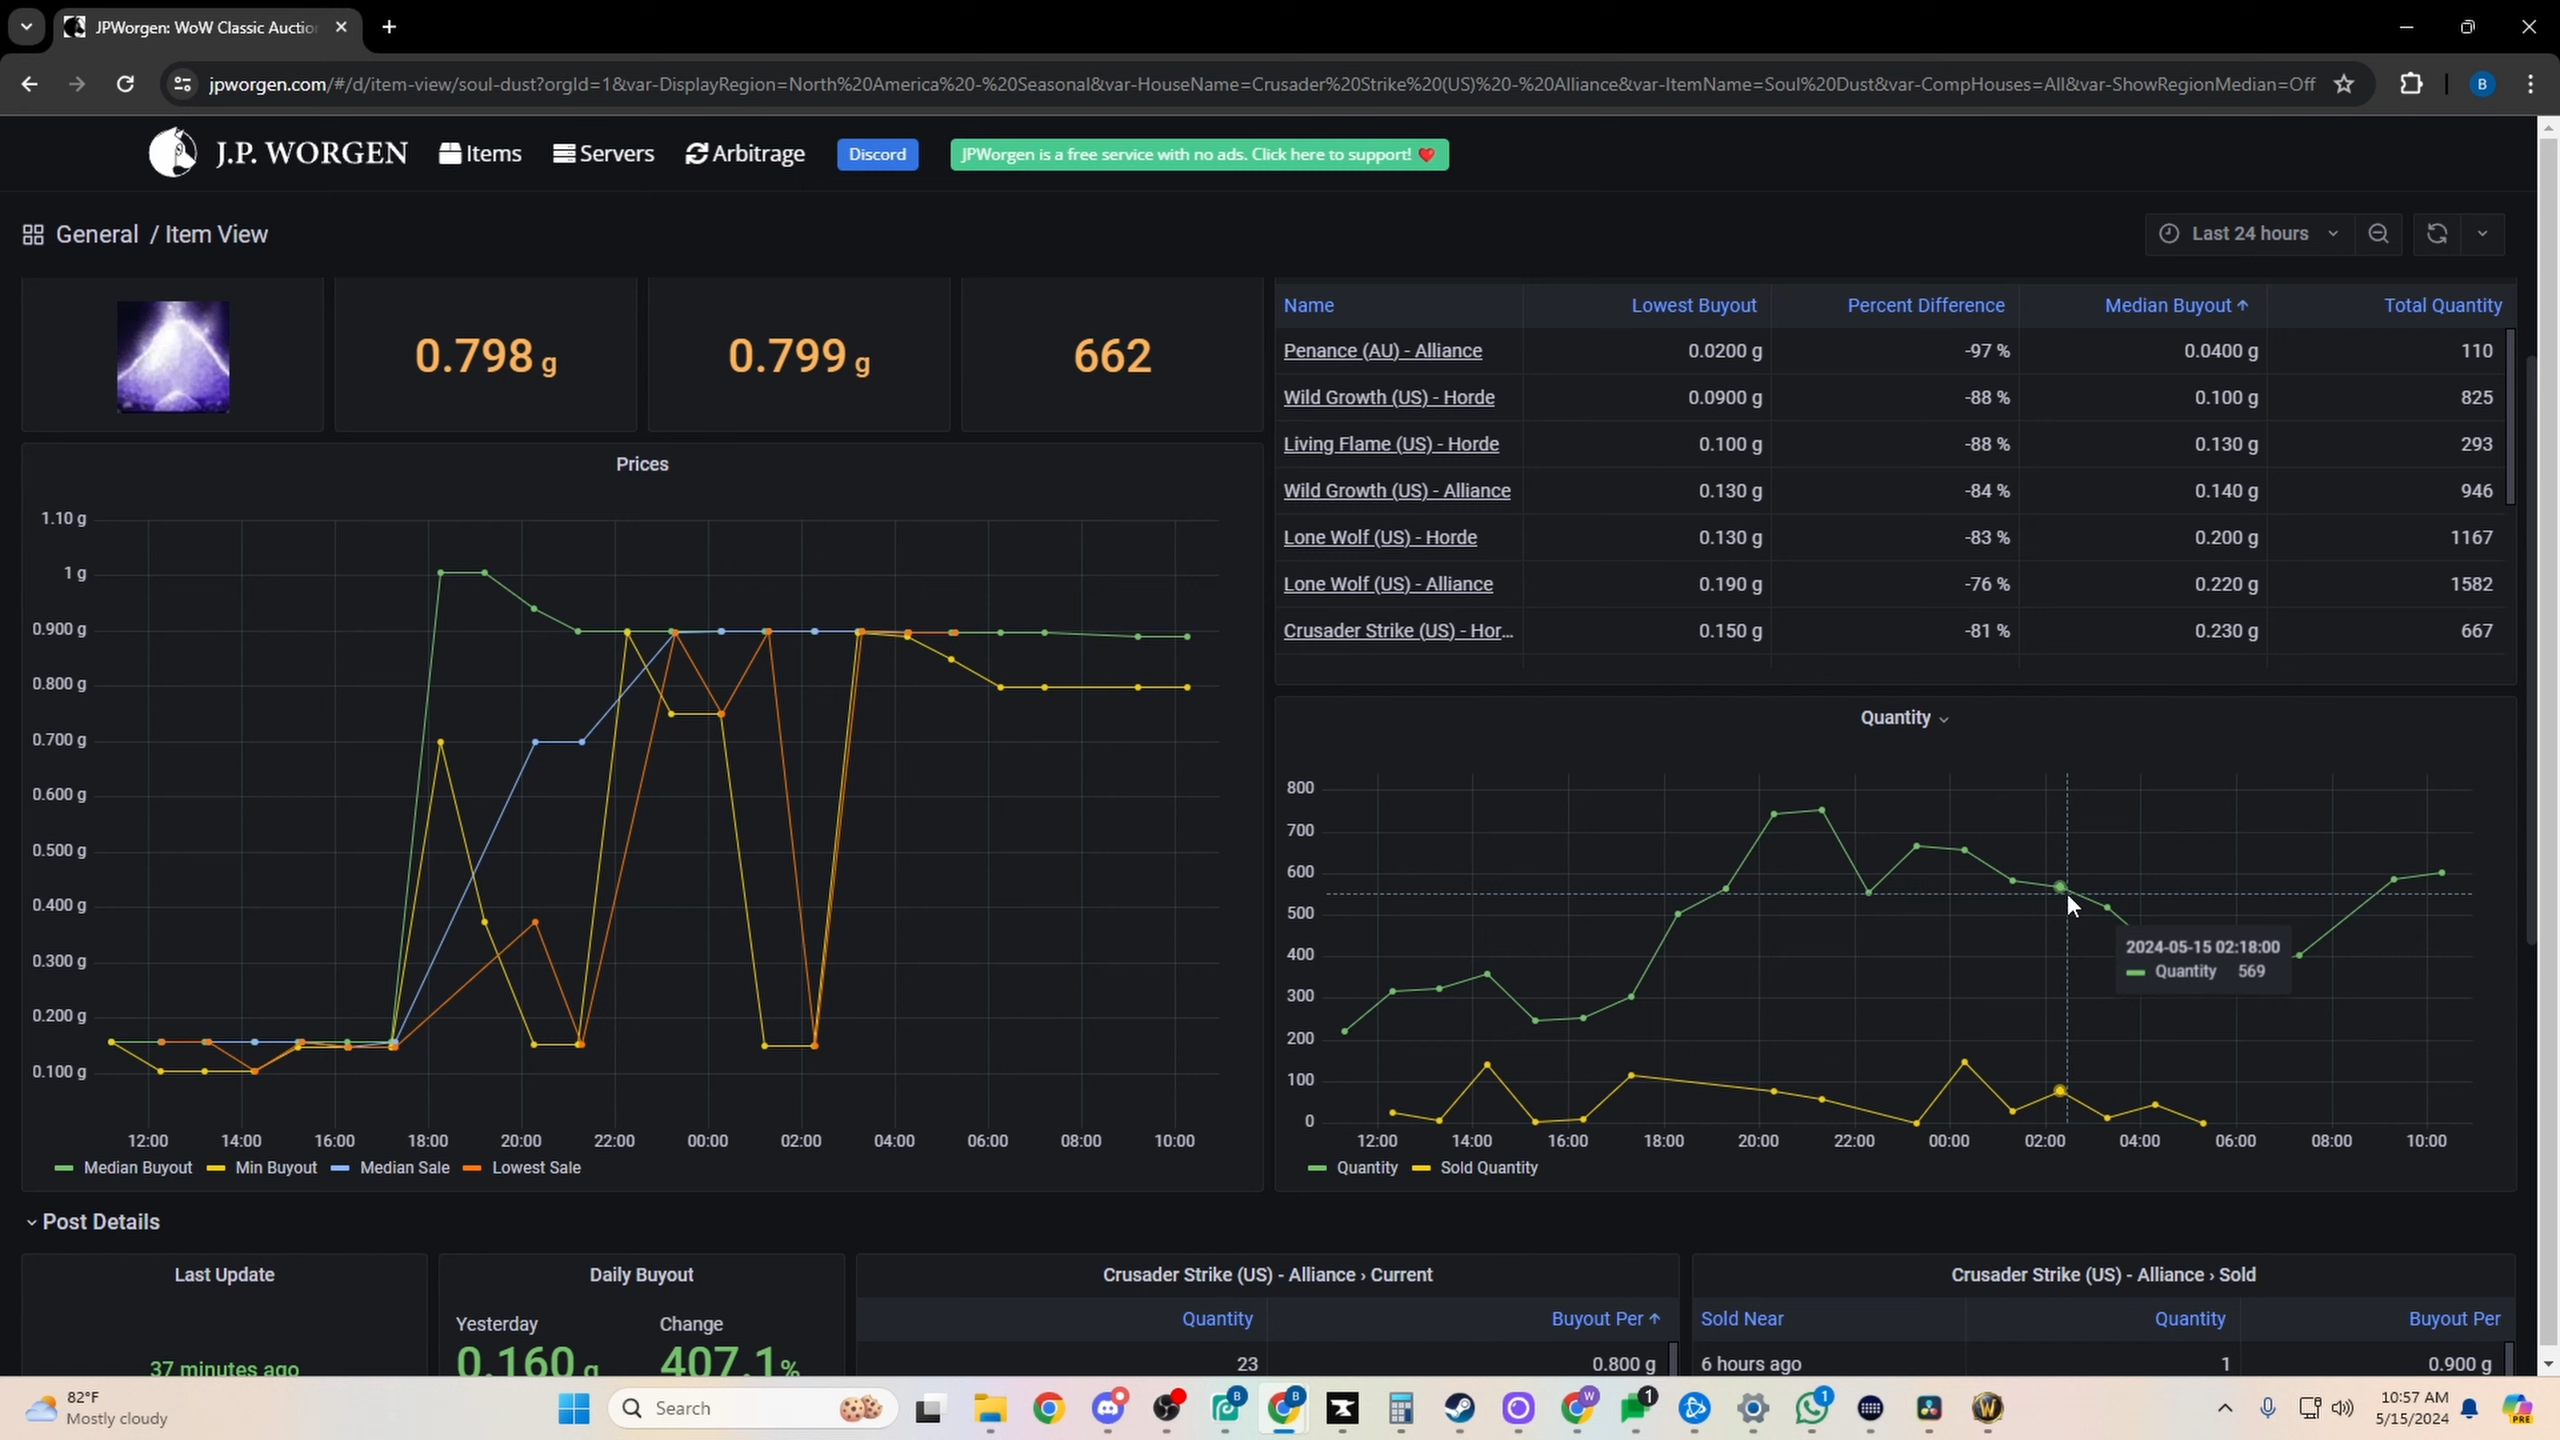 JPWorgen: WoW Classic Auctio
jpworgen.com/#/d/item-view/soul-dust?orgId=1&var-DisplayRegion=North%20America%20-%20Seasonal&var-HouseName=Crusader%20Strike%20(US)%20-%20Alliance&var-ItemName=Soul%20Dust&var-CompHouses=All&var-ShowRegionMedian=Off
B
J.P. WORGEN Items Servers Arbitrage Discord JPWorgen is a free service with no ads. Click here to support!
General / Item View Last 24 hours
0.798 g 0.799 g 662
Name Lowest Buyout Percent Difference Median Buyout Total Quantity
Penance (AU) - Alliance 0.0200 g -97 % 0.0400 g 110
Wild Growth (US) - Horde 0.0900 g -88 % 0.100 g 825
Living Flame (US) - Horde 0.100 g -88 % 0.130 g 293
Wild Growth (US) - Alliance 0.130 g -84 % 0.140 g 946
Lone Wolf (US) - Horde 0.130 g -83 % 0.200 g 1167
Lone Wolf (US) - Alliance 0.190 g -76 % 0.220 g 1582
Crusader Strike (US) - Hor... 0.150 g -81 % 0.230 g 667
Prices
1.10 g
1 g
0.900 g
0.800 g
0.700 g
0.600 g
0.500 g
0.400 g
0.300 g
0.200 g
0.100 g
12:00 14:00 16:00 18:00 20:00 22:00 00:00 02:00 04:00 06:00 08:00 10:00
Median Buyout Min Buyout Median Sale Lowest Sale
Quantity
800
700
600
500
400
300
200
100
0
2024-05-15 02:18:00
Quantity 569
12:00 14:00 16:00 18:00 20:00 22:00 00:00 02:00 04:00 06:00 08:00 10:00
Quantity Sold Quantity
Post Details
Last Update
37 minutes ago
Daily Buyout
Yesterday Change
0.160 g 407.1%
Crusader Strike (US) - Alliance › Current
Quantity Buyout Per
23 0.800 g
Crusader Strike (US) - Alliance › Sold
Sold Near Quantity Buyout Per
6 hours ago 1 0.900 g
82°F
Mostly cloudy
Search
B
B
W
1
1
W
10:57 AM
5/15/2024
PRE